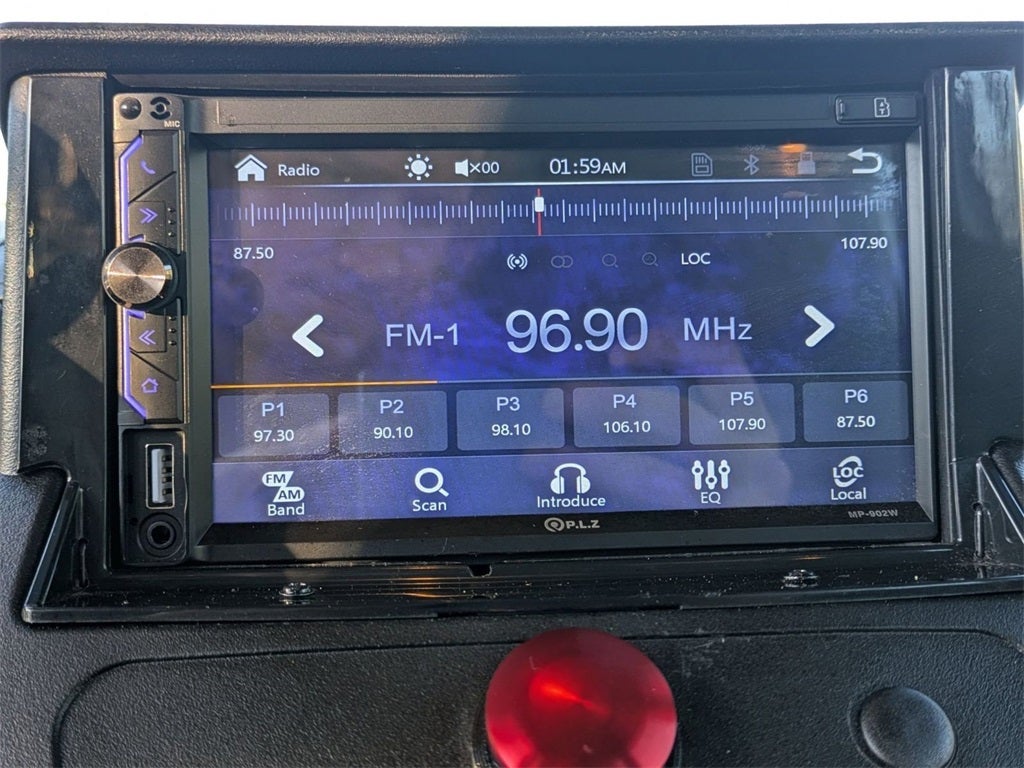 MIC
Radio
×00
01:59AM
87.50
107.90
LOC
FM-1
96.90
MHz
P1
97.30
P2
90.10
P3
98.10
P4
106.10
P5
107.90
P6
87.50
FM
AM
Band
Scan
Introduce
EQ
LOC
Local
P.L.Z
MP-902W